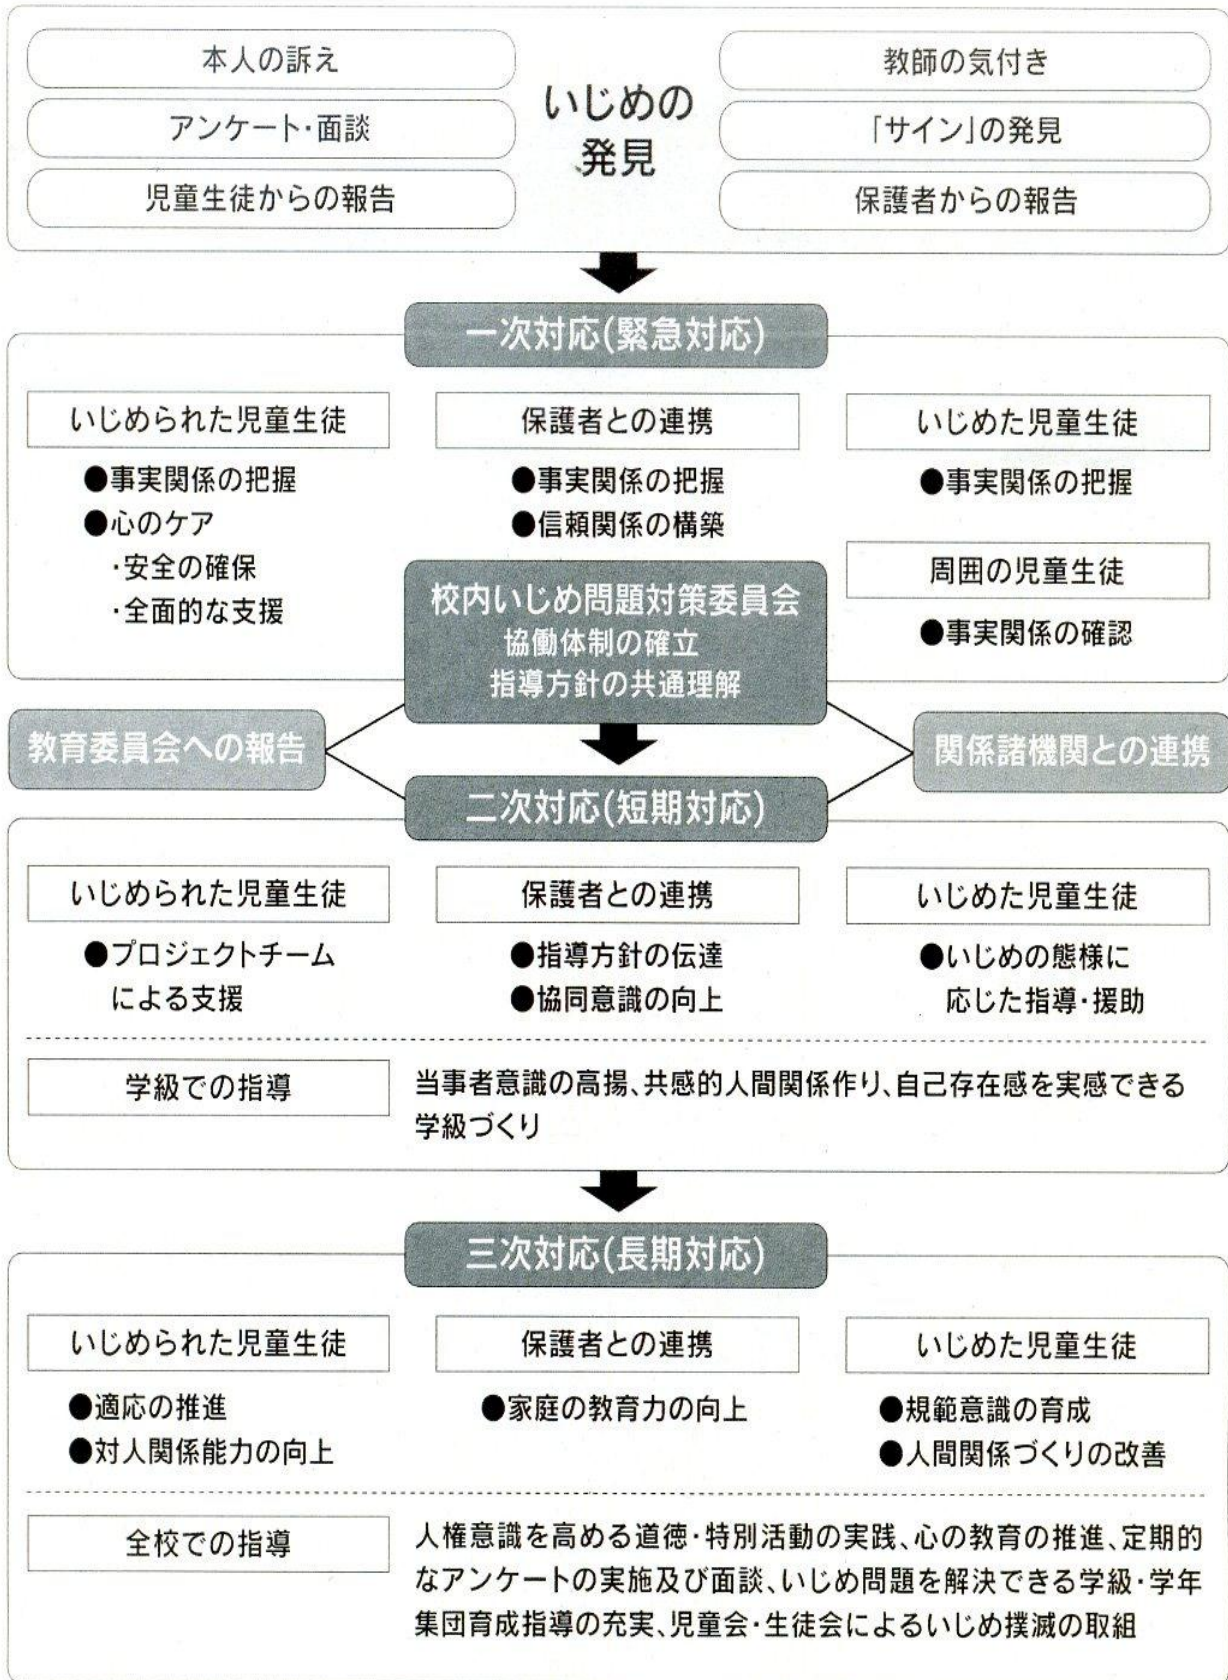 本人の訴え
アンケート・面談
児童生徒からの報告
いじめの
発見
教師の気付き
「サイン」の発見
保護者からの報告
一次対応(緊急対応)
いじめられた児童生徒
●事実関係の把握
●心のケア
・安全の確保
・全面的な支援
保護者との連携
●事実関係の把握
●信頼関係の構築
いじめた児童生徒
●事実関係の把握
周囲の児童生徒
●事実関係の確認
校内いじめ問題対策委員会
協働体制の確立
指導方針の共通理解
教育委員会への報告
関係諸機関との連携
二次対応(短期対応)
いじめられた児童生徒
●プロジェクトチーム
による支援
保護者との連携
●指導方針の伝達
●協同意識の向上
いじめた児童生徒
●いじめの態様に
応じた指導・援助
学級での指導
当事者意識の高揚、共感的人間関係作り、自己存在感を実感できる
学級づくり
三次対応(長期対応)
いじめられた児童生徒
●適応の推進
●対人関係能力の向上
保護者との連携
●家庭の教育力の向上
いじめた児童生徒
●規範意識の育成
●人間関係づくりの改善
全校での指導
人権意識を高める道徳・特別活動の実践、心の教育の推進、定期的
なアンケートの実施及び面談、いじめ問題を解決できる学級・学年
集団育成指導の充実、児童会・生徒会によるいじめ撲滅の取組